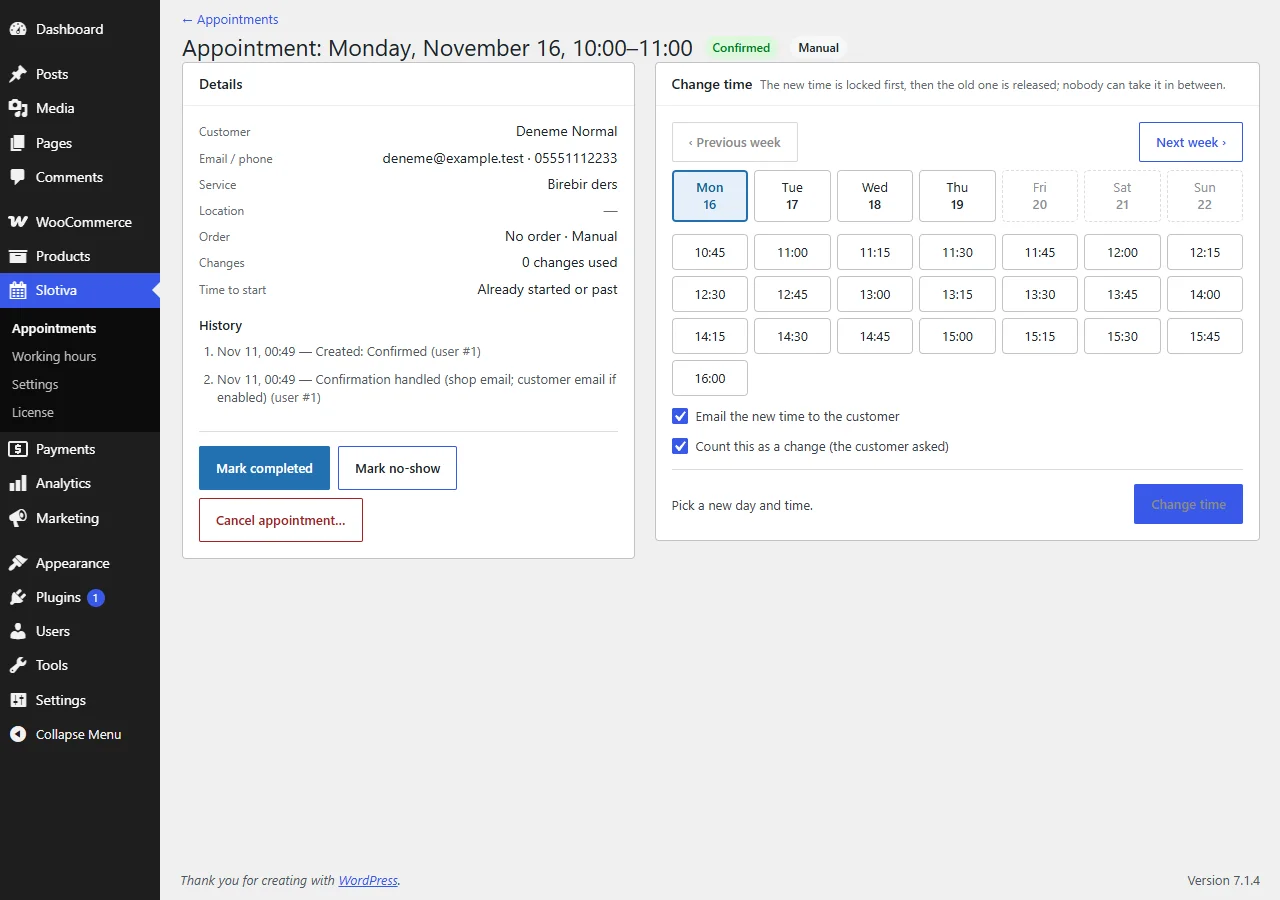 Dashboard
Posts
Media
Pages
Comments
WooCommerce
Products
Slotiva
Appointments
Working hours
Settings
License
Payments
Analytics
Marketing
Appearance
Plugins 1
Users
Tools
Settings
Collapse Menu
← Appointments
Appointment: Monday, November 16, 10:00–11:00 Confirmed Manual
Details
Customer Deneme Normal
Email / phone deneme@example.test · 05551112233
Service Birebir ders
Location —
Order No order · Manual
Changes 0 changes used
Time to start Already started or past
History
1. Nov 11, 00:49 — Created: Confirmed (user #1)
2. Nov 11, 00:49 — Confirmation handled (shop email; customer email if
enabled) (user #1)
Mark completed Mark no-show
Cancel appointment...
Change time The new time is locked first, then the old one is released; nobody can take it in between.
‹ Previous week Next week ›
Mon Tue Wed Thu Fri Sat Sun
16 17 18 19 20 21 22
10:45 11:00 11:15 11:30 11:45 12:00 12:15
12:30 12:45 13:00 13:15 13:30 13:45 14:00
14:15 14:30 14:45 15:00 15:15 15:30 15:45
16:00
Email the new time to the customer
Count this as a change (the customer asked)
Pick a new day and time. Change time
Thank you for creating with WordPress. Version 7.1.4